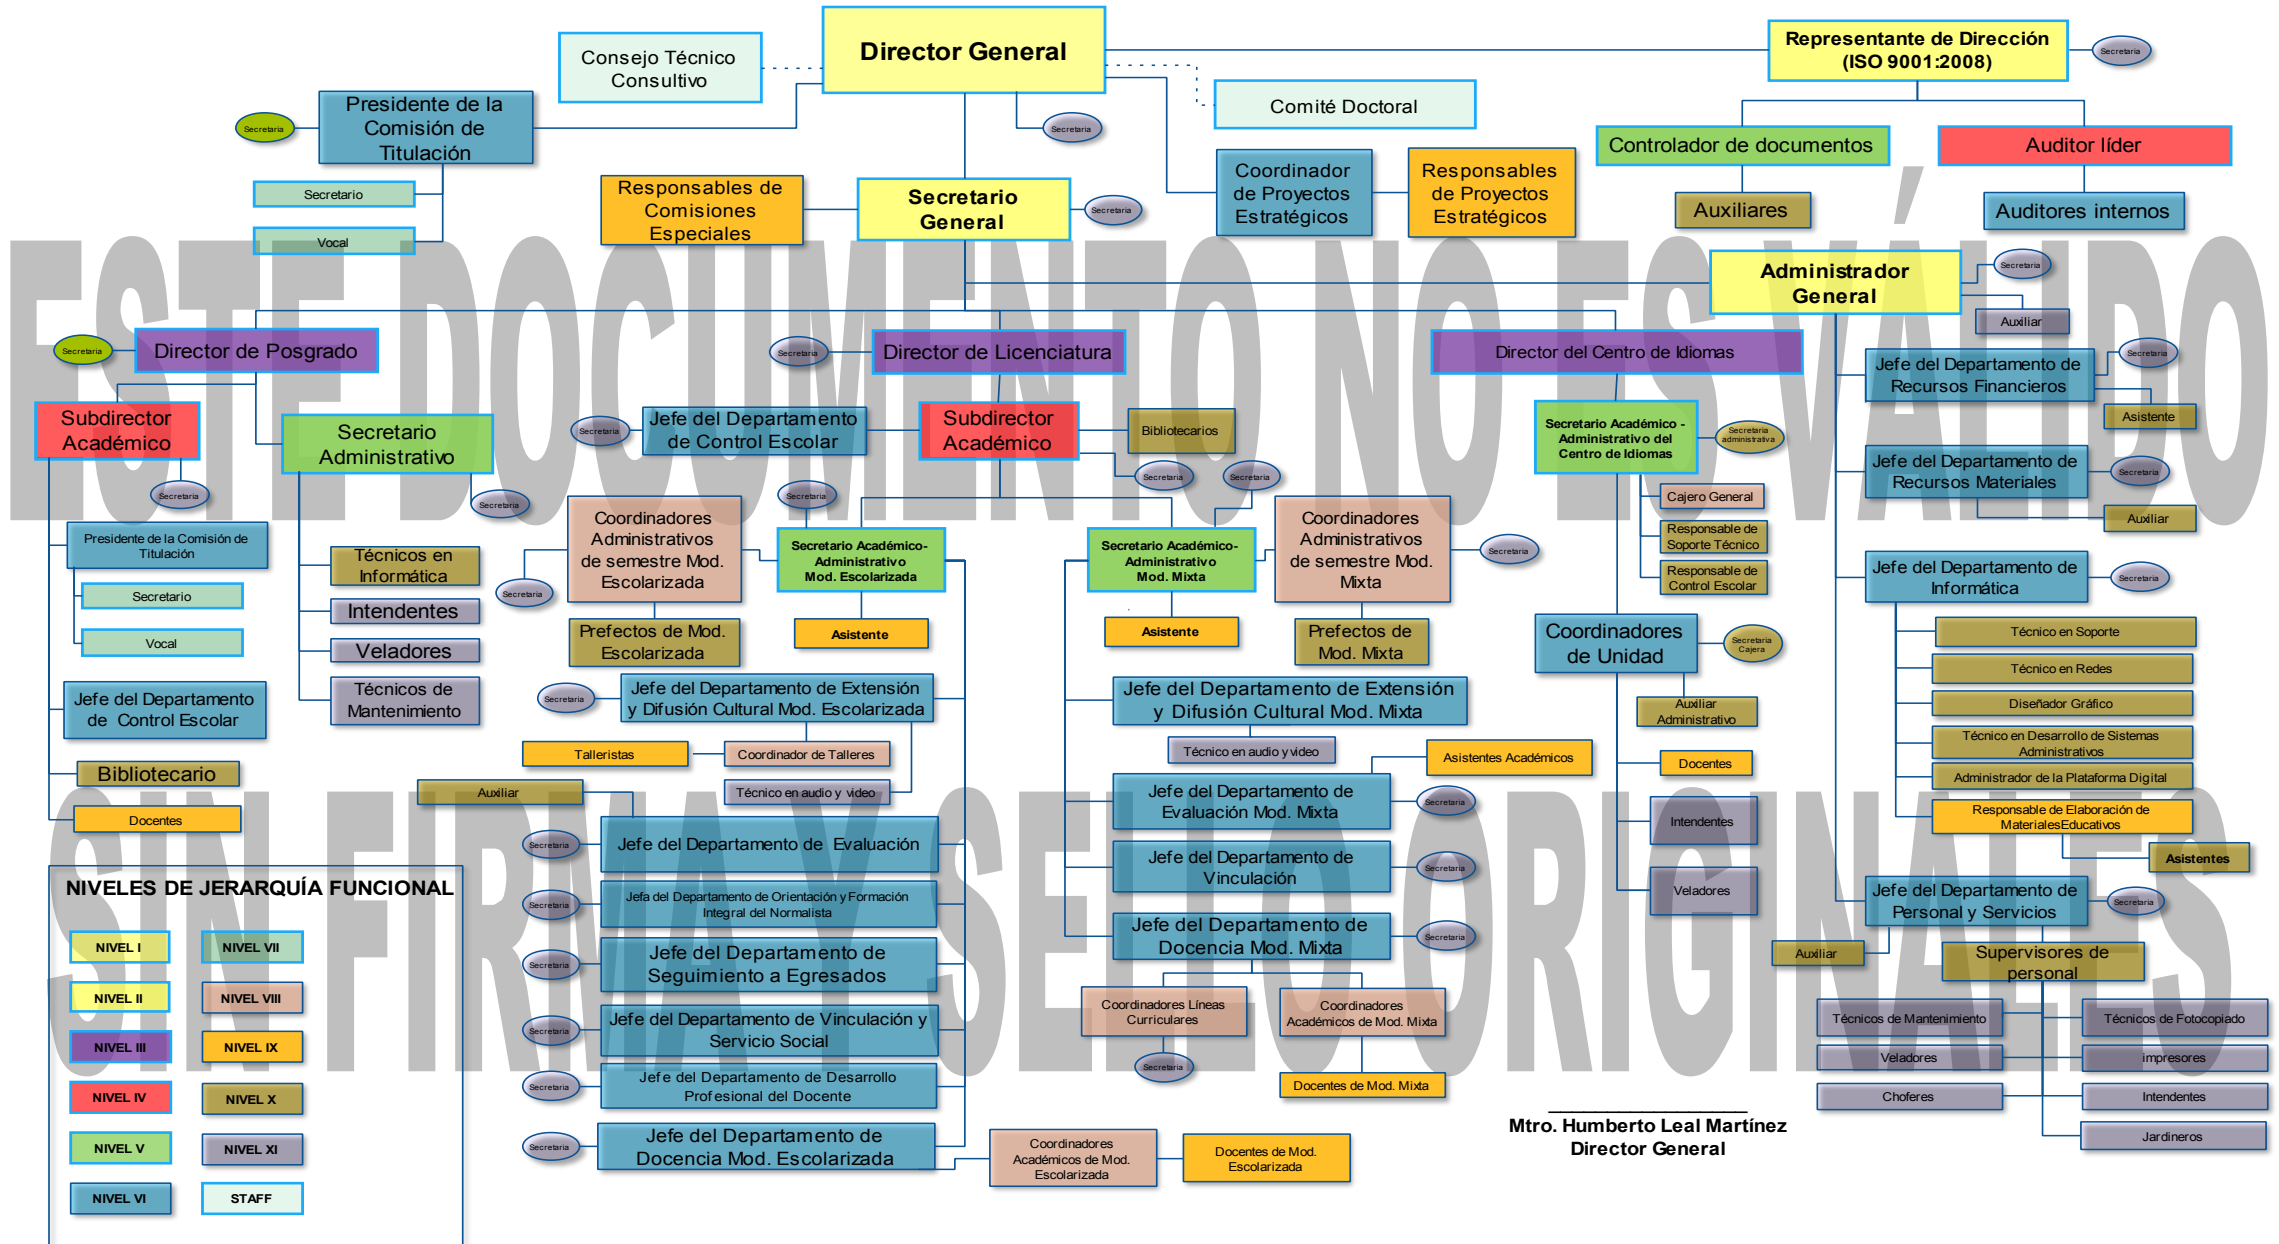 Director General
Consejo Técnico
Consultivo
Representante de Dirección
(ISO 9001:2008)
Secretaria
Comité Doctoral
Presidente de la
Comisión de
Titulación
Secretaria
Secretaria
Secretario
Vocal
Controlador de documentos
Auditor líder
Auxiliares
Auditores internos
Coordinador
de Proyectos
Estratégicos
Responsables
de Proyectos
Estratégicos
Responsables de
Comisiones
Especiales
Secretario
General
Secretaria
ESTE DOCUMENTO NO ES VÁLIDO
SIN FIRMA Y SELLO ORIGINALES
Administrador
General
Secretaria
Auxiliar
Secretaria
Director de Posgrado
Secretaria
Director de Licenciatura
Director del Centro de Idiomas
Subdirector
Académico
Secretaria
Secretario
Administrativo
Secretaria
Presidente de la Comisión de
Titulación
Secretario
Vocal
Jefe del Departamento
de Control Escolar
Bibliotecario
Docentes
Técnicos en
Informática
Intendentes
Veladores
Técnicos de
Mantenimiento
Secretaria
Jefe del Departamento
de Control Escolar
Subdirector
Académico
Bibliotecarios
Secretaria
Secretaria
Secretaria
Coordinadores
Administrativos
de semestre Mod.
Escolarizada
Secretaria
Prefectos de Mod.
Escolarizada
Secretario Académico-
Administrativo
Mod. Escolarizada
Asistente
Secretario Académico-
Administrativo
Mod. Mixta
Asistente
Coordinadores
Administrativos
de semestre Mod.
Mixta
Secretaria
Prefectos de
Mod. Mixta
Secretaria
Jefe del Departamento de Extensión
y Difusión Cultural Mod. Escolarizada
Talleristas
Coordinador de Talleres
Técnico en audio y video
Auxiliar
Secretaria
Jefe del Departamento de Evaluación
Secretaria
Jefa del Departamento de Orientación y Formación
Integral del Normalista
Secretaria
Jefe del Departamento de
Seguimiento a Egresados
Secretaria
Jefe del Departamento de Vinculación y
Servicio Social
Secretaria
Jefe del Departamento de Desarrollo
Profesional del Docente
Secretaria
Jefe del Departamento de
Docencia Mod. Escolarizada
Coordinadores
Académicos de Mod.
Escolarizada
Docentes de Mod.
Escolarizada
Jefe del Departamento de Extensión
y Difusión Cultural Mod. Mixta
Técnico en audio y video
Asistentes Académicos
Jefe del Departamento de
Evaluación Mod. Mixta
Secretaria
Jefe del Departamento de
Vinculación
Secretaria
Jefe del Departamento de
Docencia Mod. Mixta
Secretaria
Coordinadores Líneas
Curriculares
Secretaria
Coordinadores
Académicos de Mod. Mixta
Docentes de Mod. Mixta
Secretario Académico -
Administrativo del
Centro de Idiomas
Secretaria
administrativa
Cajero General
Responsable de
Soporte Técnico
Responsable de
Control Escolar
Coordinadores
de Unidad
Secretaria
Cajera
Auxiliar
Administrativo
Docentes
Intendentes
Veladores
Jefe del Departamento de
Recursos Financieros
Secretaria
Asistente
Jefe del Departamento de
Recursos Materiales
Secretaria
Auxiliar
Jefe del Departamento de
Informática
Secretaria
Técnico en Soporte
Técnico en Redes
Diseñador Gráfico
Técnico en Desarrollo de Sistemas
Administrativos
Administrador de la Plataforma Digital
Responsable de Elaboración de
MaterialesEducativos
Asistentes
Jefe del Departamento de
Personal y Servicios
Secretaria
Auxiliar
Supervisores de
personal
Técnicos de Mantenimiento
Técnicos de Fotocopiado
Veladores
impresores
Choferes
Intendentes
Jardineros
NIVELES DE JERARQUÍA FUNCIONAL
NIVEL I
NIVEL VII
NIVEL II
NIVEL VIII
NIVEL III
NIVEL IX
NIVEL IV
NIVEL X
NIVEL V
NIVEL XI
NIVEL VI
STAFF
Mtro. Humberto Leal Martínez
Director General